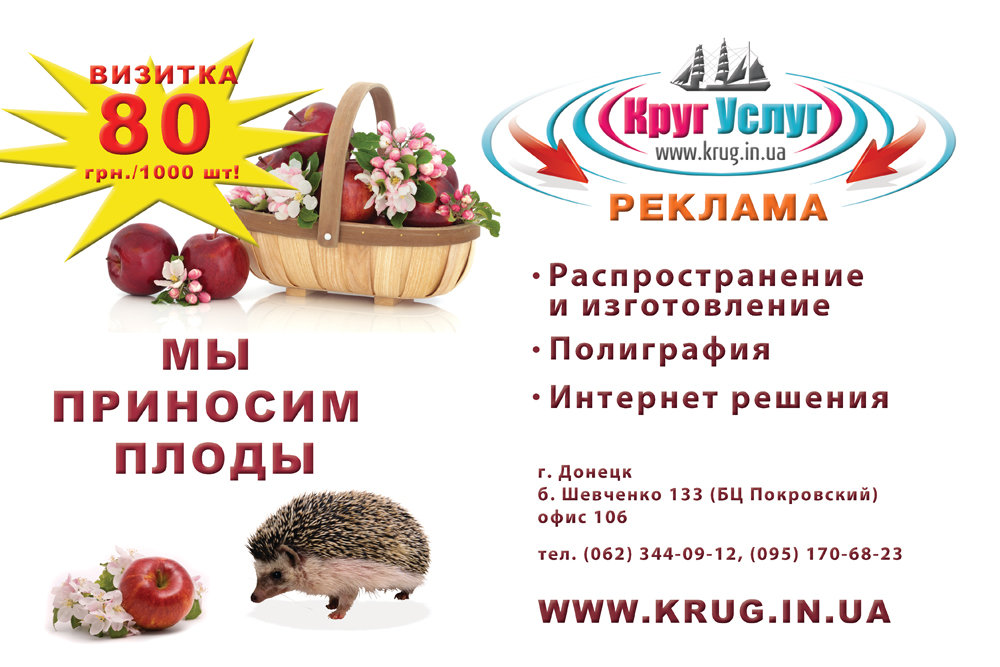 ВИЗИТКА
80
грн./1000 шт!
МЫ
ПРИНОСИМ
ПЛОДЫ
Круг Услуг
www.krug.in.ua
РЕКЛАМА
· Распространение
и изготовление
· Полиграфия
· Интернет решения
г. Донецк
б. Шевченко 133 (БЦ Покровский)
офис 106
тел. (062) 344-09-12, (095) 170-68-23
WWW.KRUG.IN.UA